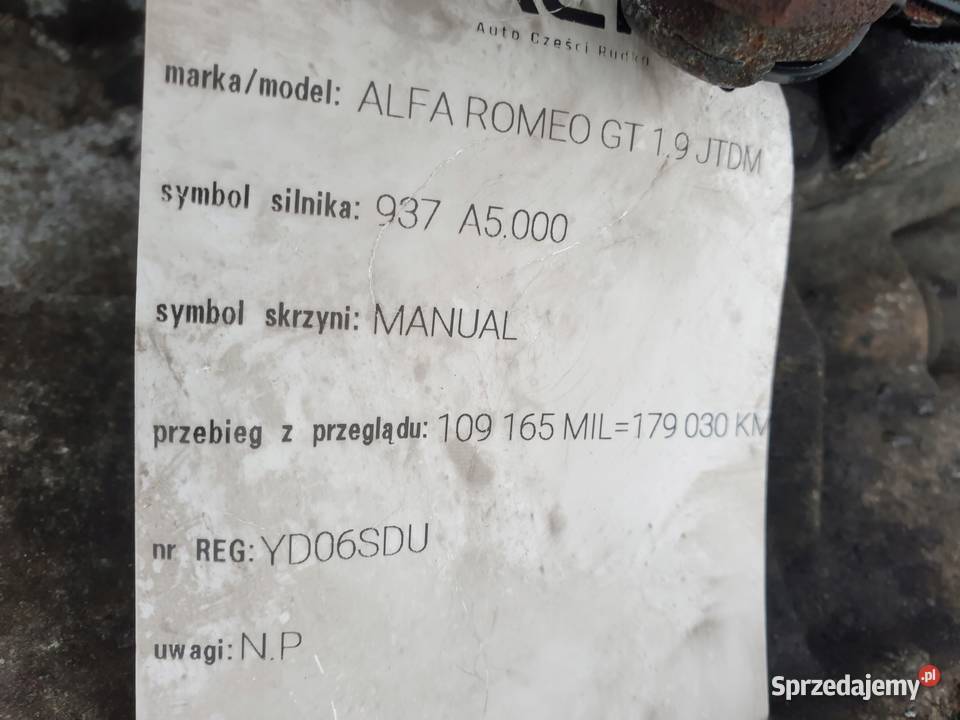 Auto Części Rudko
marka/model: ALFA ROMEO GT 1.9 JTDM
symbol silnika: 937 A5.000
symbol skrzyni: MANUAL
przebieg z przeglądu: 109 165 MIL=179 030 KM
nr REG: YD06SDU
uwagi: N.P
Sprzedajemy.pl